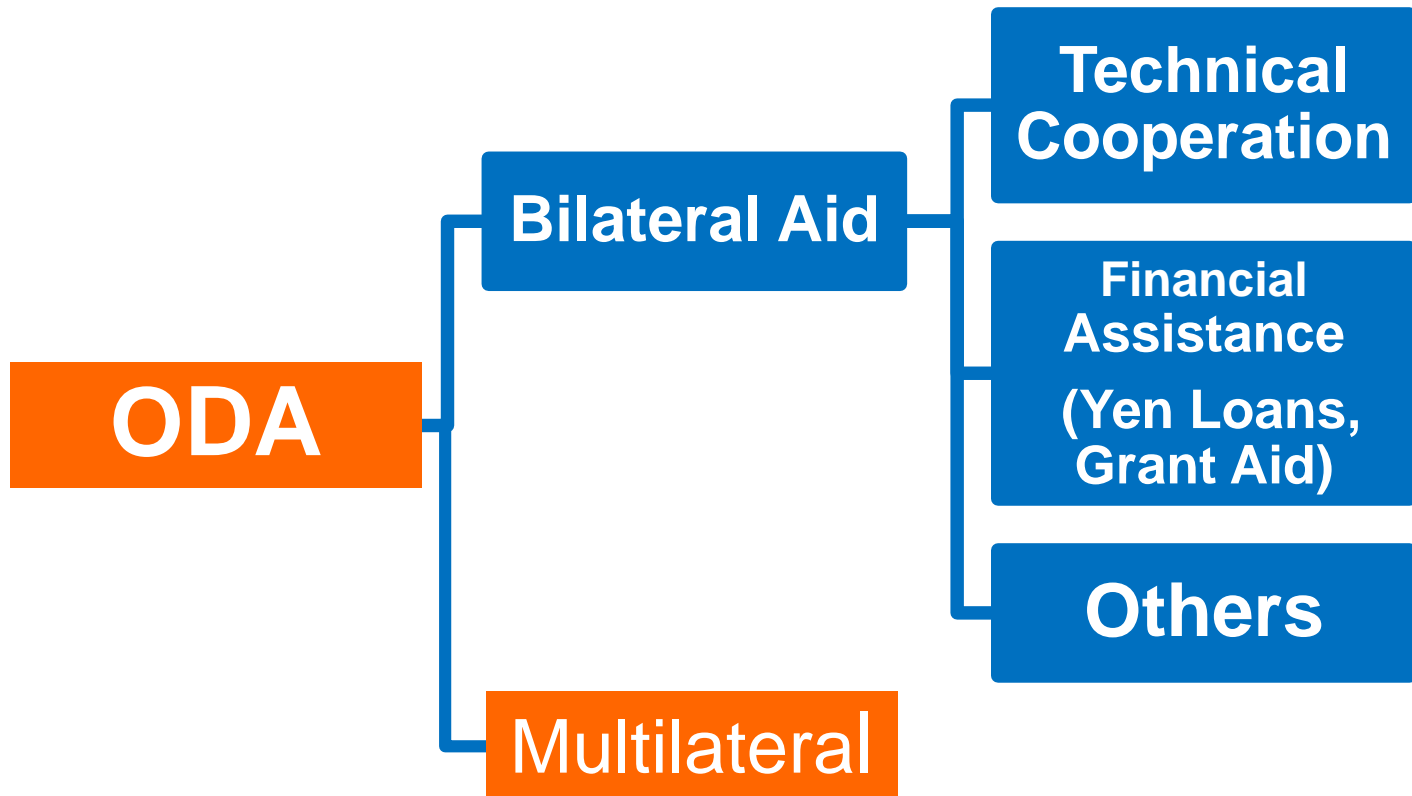 ODA
Bilateral Aid
Multilateral
Technical
Cooperation
Financial
Assistance
(Yen Loans,
Grant Aid)
Others